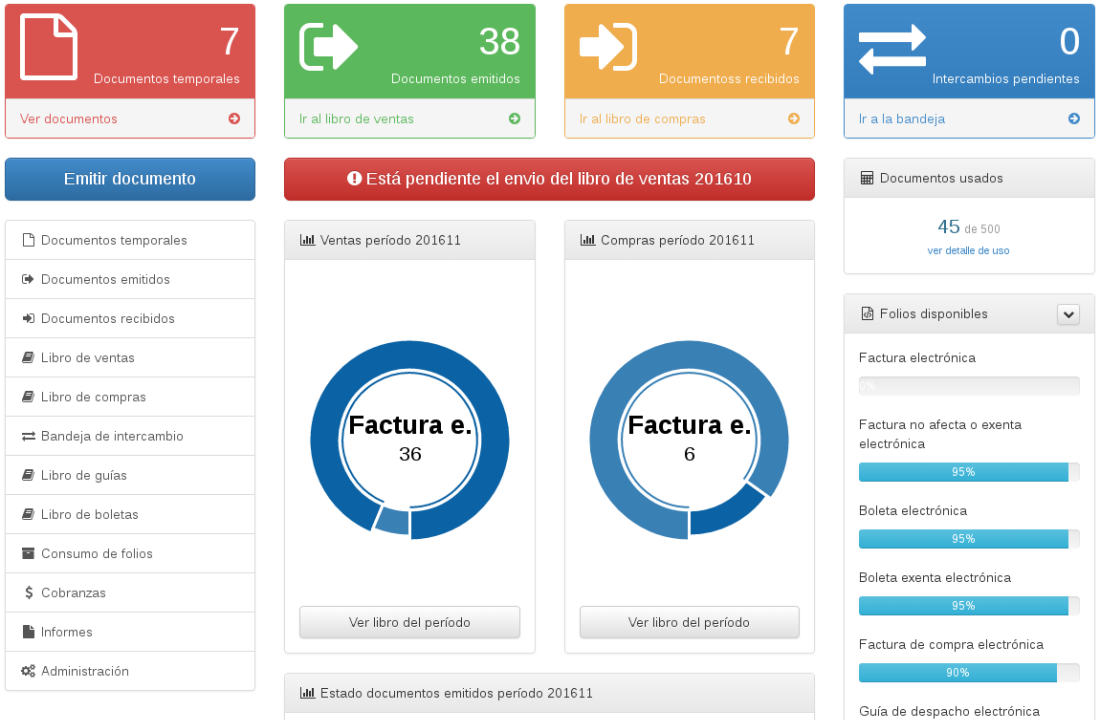 7
Documentos temporales
Ver documentos
38
Documentos emitidos
Ir al libro de ventas
7
Documentoss recibidos
Ir al libro de compras
0
Intercambios pendientes
Ir a la bandeja
Emitir documento
Está pendiente el envio del libro de ventas 201610
Documentos temporales
Documentos emitidos
Documentos recibidos
Libro de ventas
Libro de compras
Bandeja de intercambio
Libro de guías
Libro de boletas
Consumo de folios
Cobranzas
Informes
Administración
Ventas período 201611
Factura e.
36
Ver libro del período
Compras período 201611
Factura e.
6
Ver libro del período
Estado documentos emitidos período 201611
Documentos usados
45 de 500
ver detalle de uso
Folios disponibles
Factura electrónica
0%
Factura no afecta o exenta
electrónica
95%
Boleta electrónica
95%
Boleta exenta electrónica
95%
Factura de compra electrónica
90%
Guía de despacho electrónica